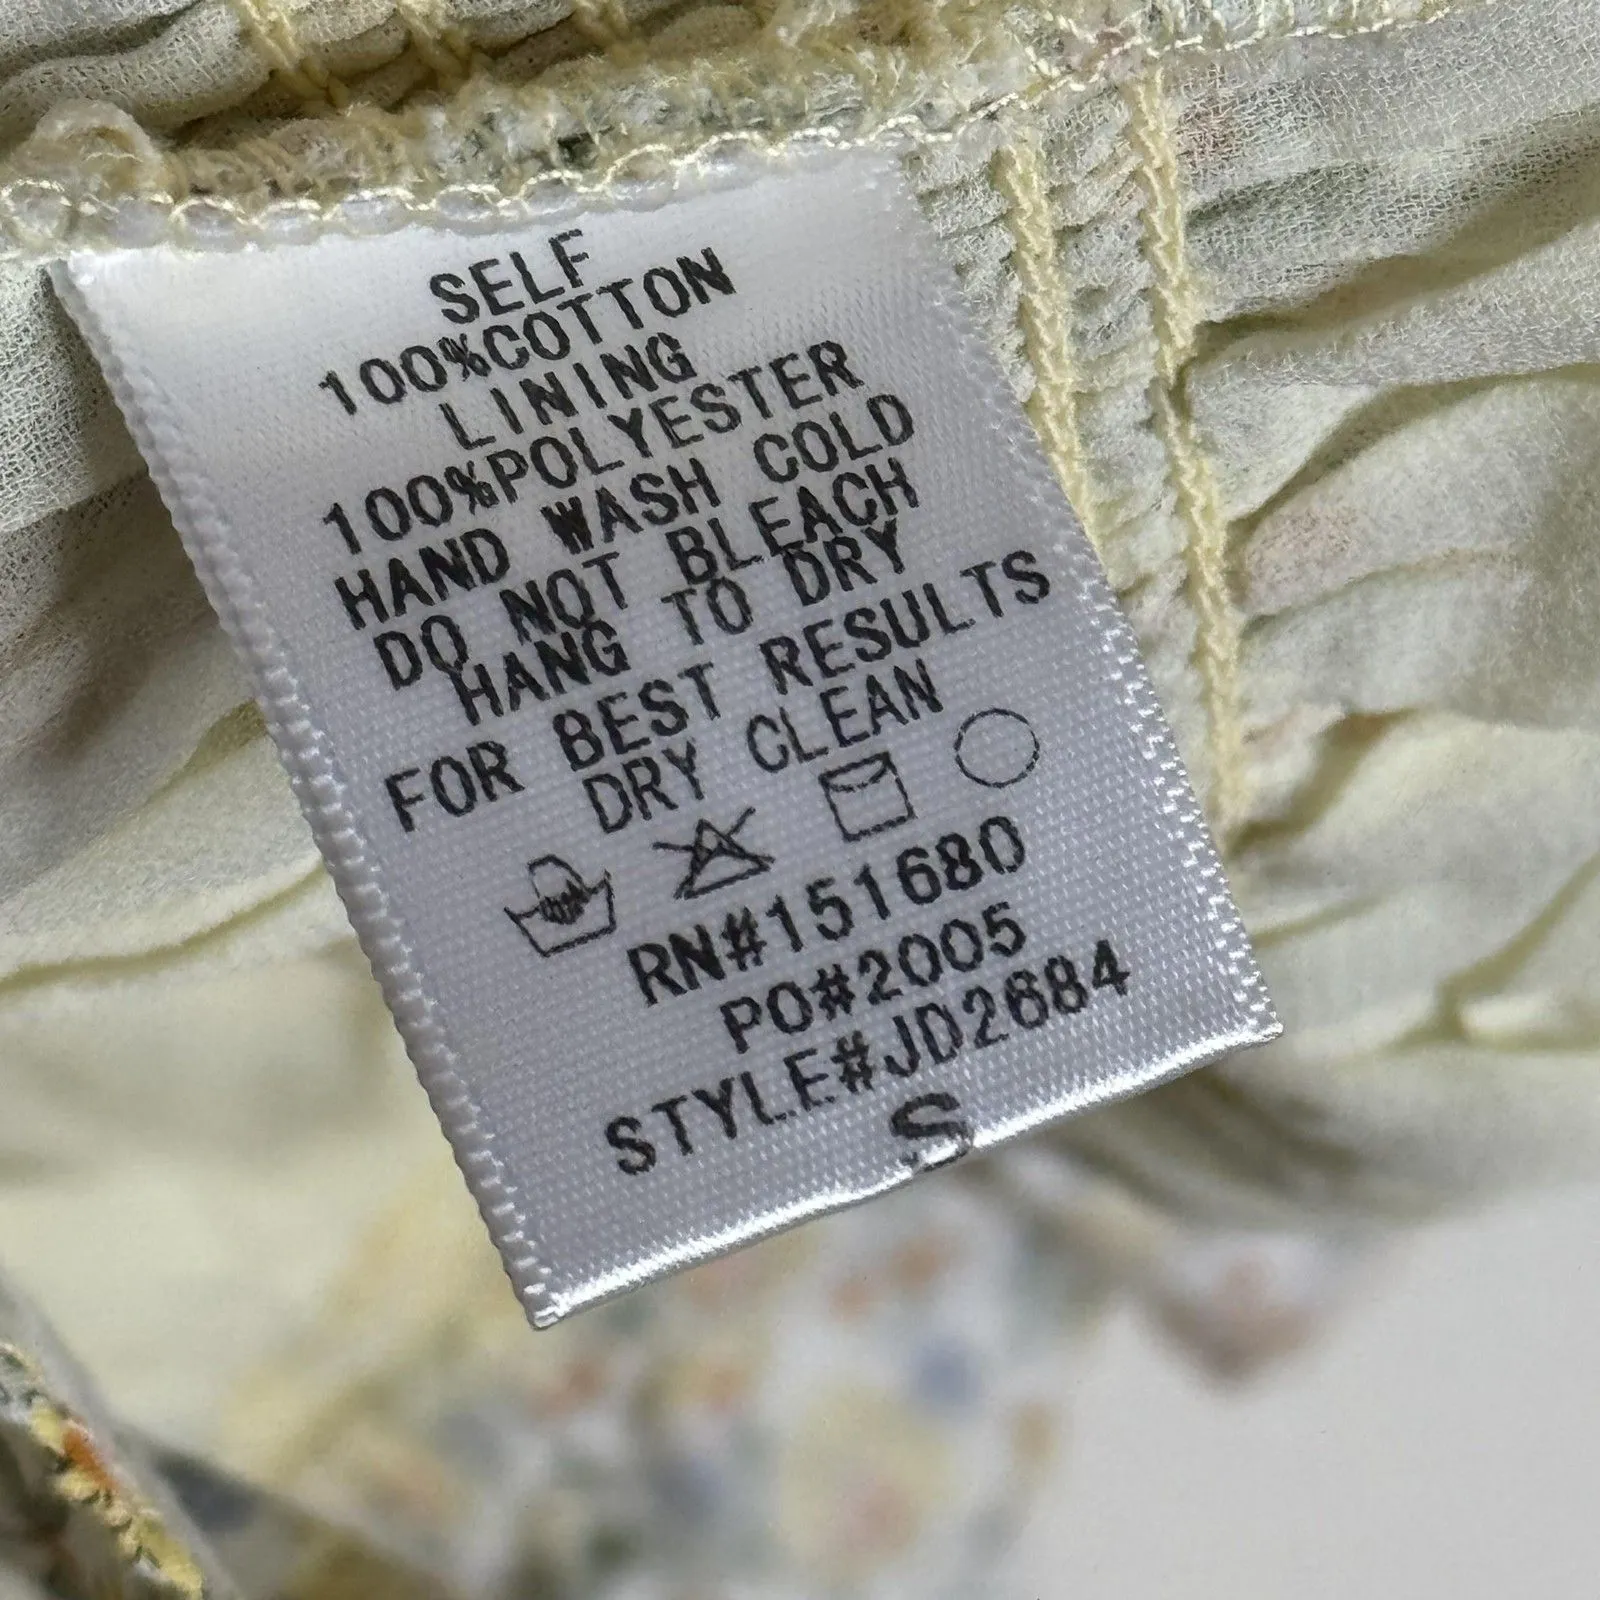 SELF
100%COTTON
LINING
100%POLYESTER
HAND WASH COLD
DO NOT BLEACH
HANG TO DRY
FOR BEST RESULTS
DRY CLEAN
RN#151680
PO#2005
STYLE#JD2684
S